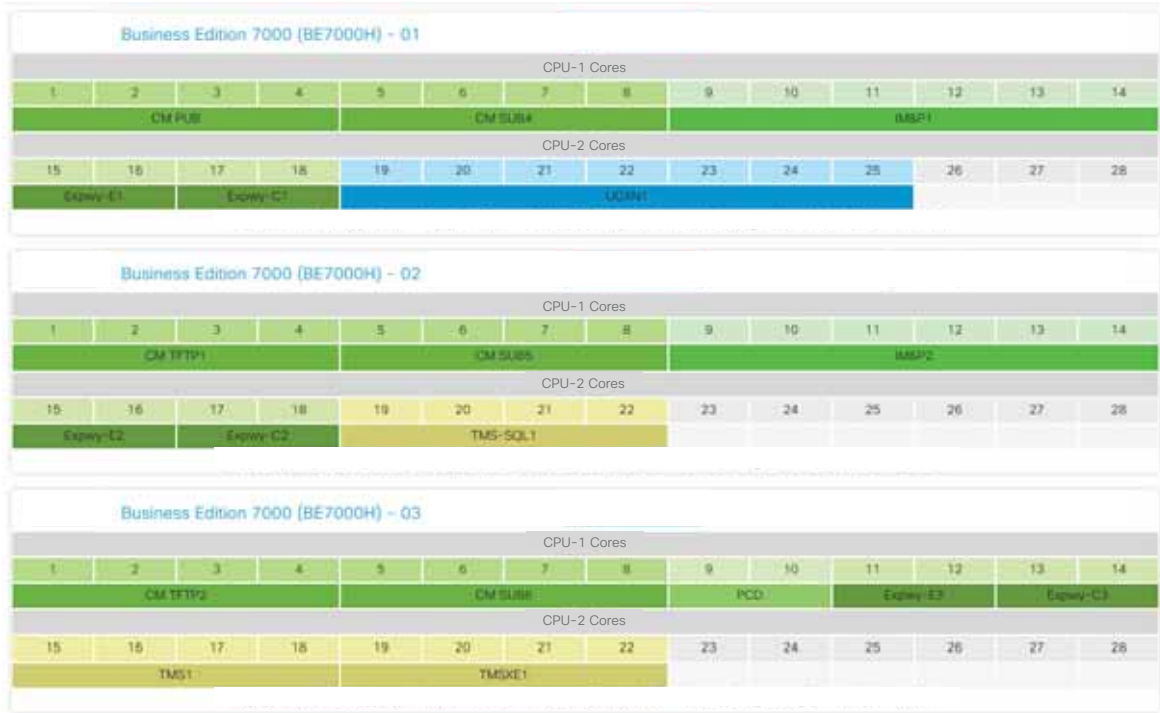 Business Edition 7000 (BE7000H) - 01
CPU-1 Cores
1 2 3 4 5 6 7 8 9 10 11 12 13 14
CM PUB CM SUB4 IM&P1
CPU-2 Cores
15 16 17 18 19 20 21 22 23 24 25 26 27 28
Expwy-E1 Expwy-C1 UCXN1
Business Edition 7000 (BE7000H) - 02
CPU-1 Cores
1 2 3 4 5 6 7 8 9 10 11 12 13 14
CM TFTP1 CM SUB5 IM&P2
CPU-2 Cores
15 16 17 18 19 20 21 22 23 24 25 26 27 28
Expwy-E2 Expwy-C2 TMS-SQL1
Business Edition 7000 (BE7000H) - 03
CPU-1 Cores
1 2 3 4 5 6 7 8 9 10 11 12 13 14
CM TFTP2 CM SUB6 PCD Expwy-E3 Expwy-C3
CPU-2 Cores
15 16 17 18 19 20 21 22 23 24 25 26 27 28
TMS1 TMSXE1